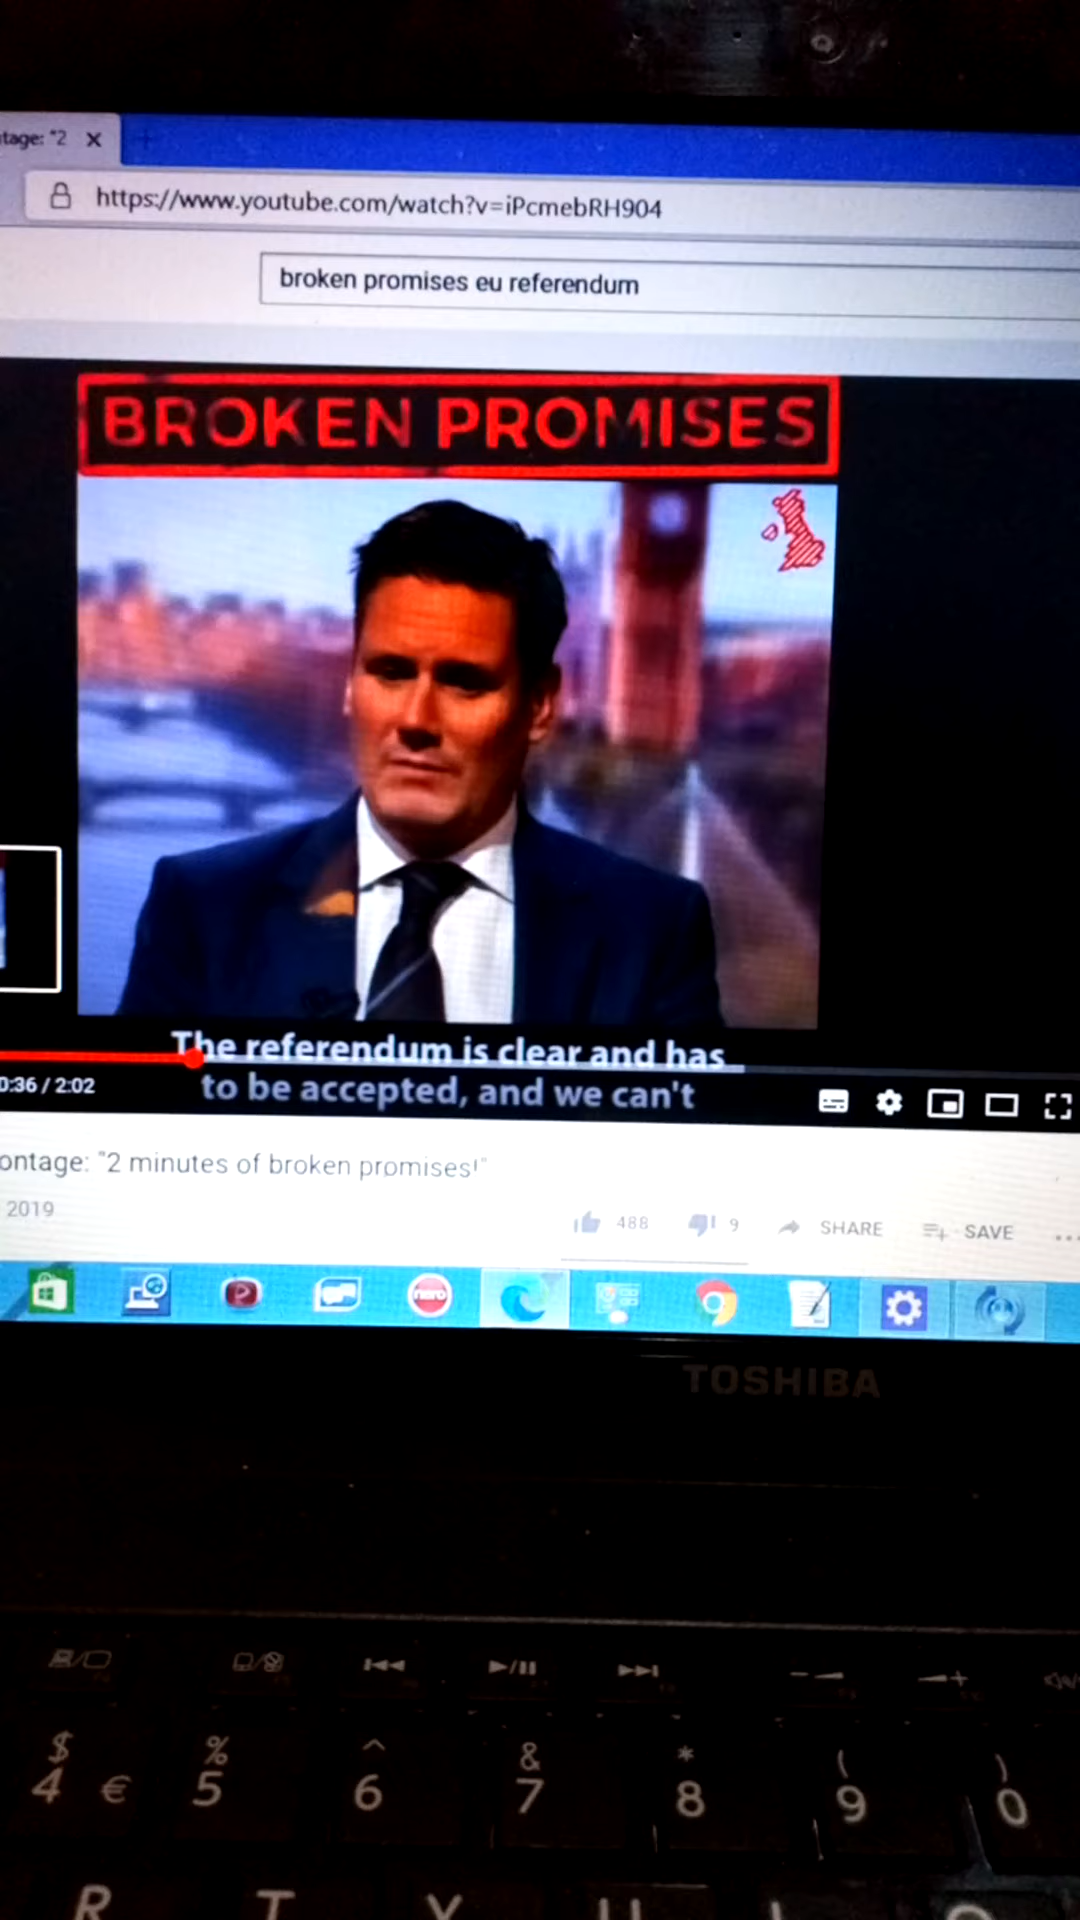 tage: "2
https://www.youtube.com/watch?v=iPcmebRH904
broken promises eu referendum
BROKEN PROMISES
The referendum is clear and has
to be accepted, and we can't
0:36 / 2:02
ontage: "2 minutes of broken promises!"
2019
488 9 SHARE SAVE
nero
TOSHIBA
$ % ^ & * ( )
4 € 5 6 7 8 9 0
R T Y U